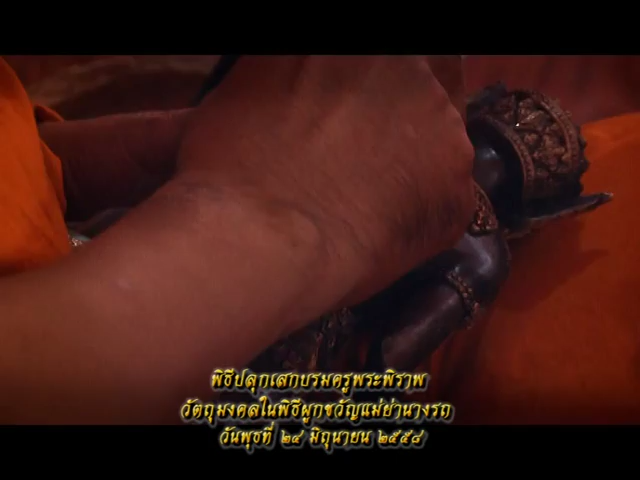 พิธีปลุกเสกบรมครูพระพิราพ
วัตถุมงคลในพิธีผูกขวัญแม่ย่านางรถ
วันพุธที่ ๒๔ มิถุนายน ๒๕๕๘